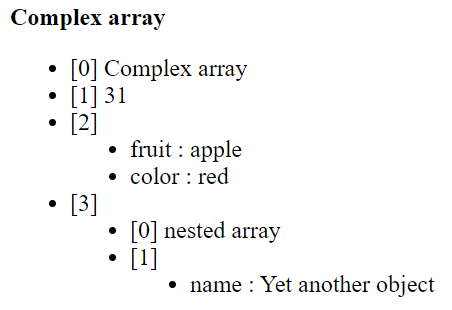 Complex array
[0] Complex array
[1] 31
[2]
fruit : apple
color : red
[3]
[0] nested array
[1]
name : Yet another object